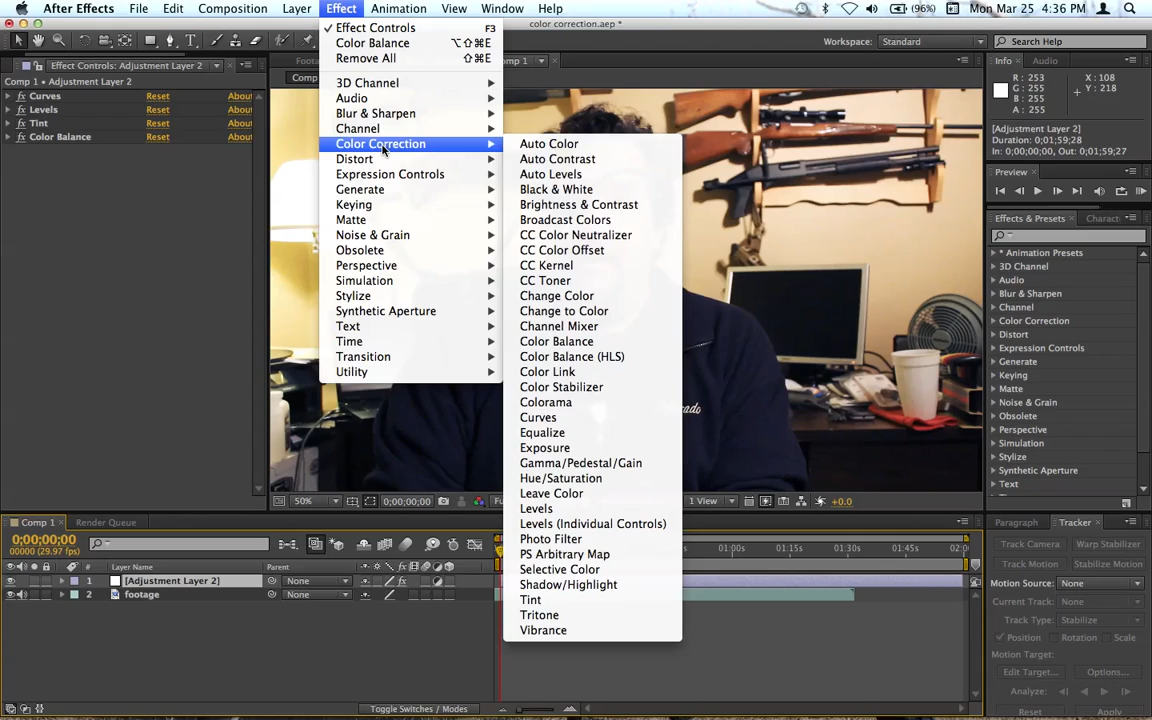 After Effects File Edit Composition Layer Effect Animation View Window Help (96%) Mon Mar 25 4:36 PM
color correction.aep *
Workspace: Standard Search Help
Effect Controls: Adjustment Layer 2
Comp 1 • Adjustment Layer 2
fx Curves Reset About
fx Levels Reset About
fx Tint Reset About
fx Color Balance Reset About
✓ Effect Controls F3
Color Balance ⌥⇧⌘E
Remove All ⇧⌘E
3D Channel
Audio
Blur & Sharpen
Channel
Color Correction
Distort
Expression Controls
Generate
Keying
Matte
Noise & Grain
Obsolete
Perspective
Simulation
Stylize
Synthetic Aperture
Text
Time
Transition
Utility
Auto Color
Auto Contrast
Auto Levels
Black & White
Brightness & Contrast
Broadcast Colors
CC Color Neutralizer
CC Color Offset
CC Kernel
CC Toner
Change Color
Change to Color
Channel Mixer
Color Balance
Color Balance (HLS)
Color Link
Color Stabilizer
Colorama
Curves
Equalize
Exposure
Gamma/Pedestal/Gain
Hue/Saturation
Leave Color
Levels
Levels (Individual Controls)
Photo Filter
PS Arbitrary Map
Selective Color
Shadow/Highlight
Tint
Tritone
Vibrance
Info Audio
R: 253 X: 108
G: 255 Y: 218
B: 255
A: 255
[Adjustment Layer 2]
Duration: 0;01;59;28
In: 0;00;00;00, Out: 0;01;59;27
Preview
Effects & Presets Charact
* Animation Presets
3D Channel
Audio
Blur & Sharpen
Channel
Color Correction
Distort
Expression Controls
Generate
Keying
Matte
Noise & Grain
Obsolete
Perspective
Simulation
Stylize
Synthetic Aperture
Text
50% 0;00;00;00 1 View +0.0
Comp 1 Render Queue
0;00;00;00
00000 (29.97 fps)
01:00s 01:15s 01:30s 01:45s 02:0
# Layer Name Parent
1 [Adjustment Layer 2] None fx
2 footage None
Toggle Switches / Modes
Paragraph Tracker
Track Camera Warp Stabilizer
Track Motion Stabilize Motion
Motion Source: None
Current Track: None
Track Type: Stabilize
✓ Position Rotation Scale
Motion Target:
Edit Target... Options...
Analyze:
Reset Apply